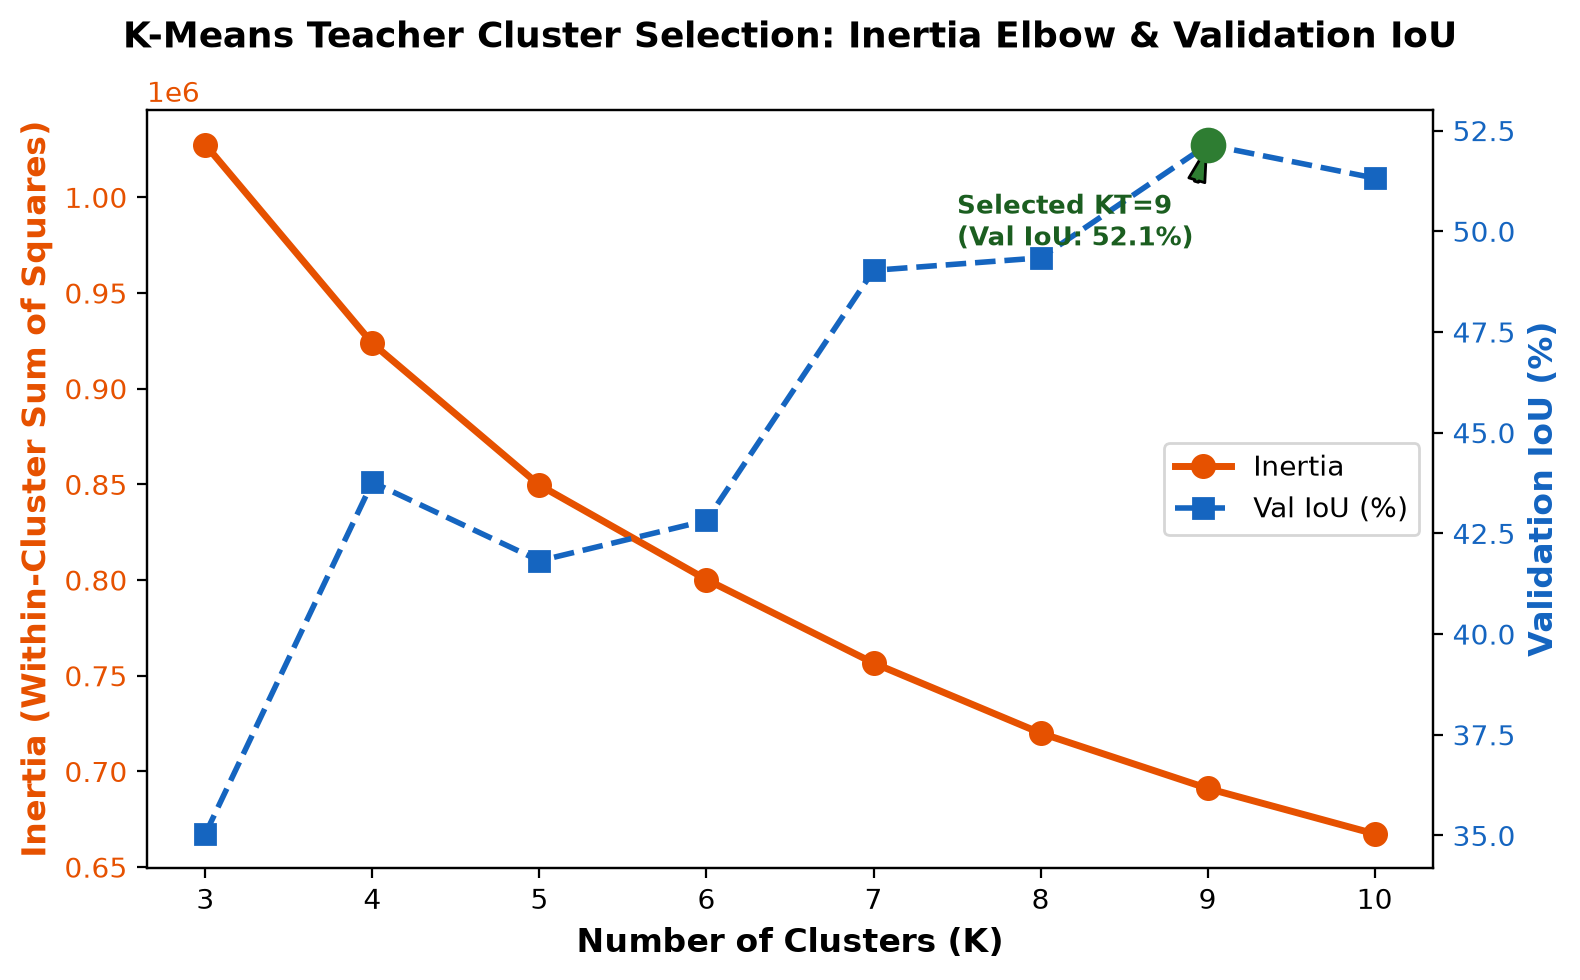 K-Means Teacher Cluster Selection: Inertia Elbow & Validation IoU
1e6
Inertia (Within-Cluster Sum of Squares)
1.00
0.95
0.90
0.85
0.80
0.75
0.70
0.65
Selected KT=9
(Val IoU: 52.1%)
Inertia
Val IoU (%)
52.5
50.0
47.5
45.0
42.5
40.0
37.5
35.0
Validation IoU (%)
3 4 5 6 7 8 9 10
Number of Clusters (K)